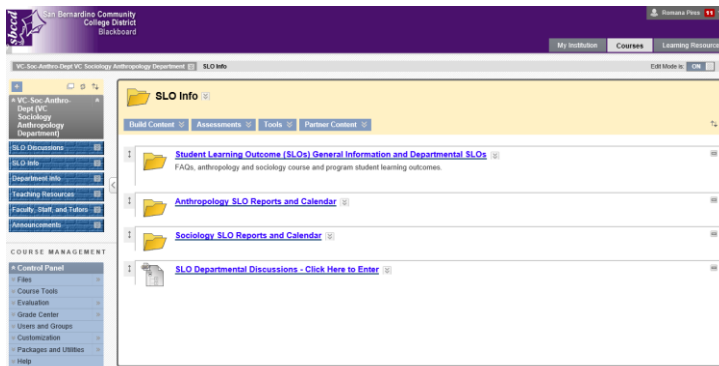 San Bernardino Community
College District
Blackboard
sbccd
Romana Pires 11
My Institution Courses Learning Resource
VC-Soc-Anthro-Dept VC Sociology Anthropology Department SLO Info
Edit Mode is: ON
VC-Soc-Anthro-
Dept (VC
Sociology
Anthropology
Department)
SLO Discussions
SLO Info
Department Info
Teaching Resources
Faculty, Staff, and Tutors
Announcements
COURSE MANAGEMENT
Control Panel
Files
Course Tools
Evaluation
Grade Center
Users and Groups
Customization
Packages and Utilities
Help
SLO Info
Build Content Assessments Tools Partner Content
Student Learning Outcome (SLOs) General Information and Departmental SLOs
FAQs, anthropology and sociology course and program student learning outcomes.
Anthropology SLO Reports and Calendar
Sociology SLO Reports and Calendar
SLO Departmental Discussions - Click Here to Enter